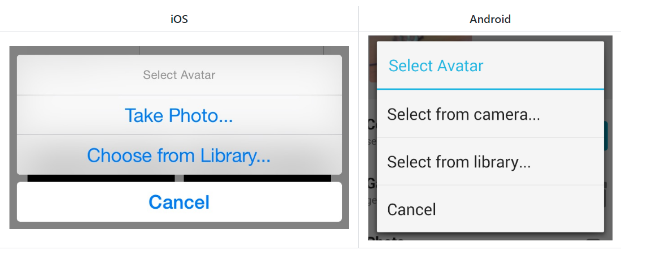 iOS
Android
Select Avatar
Take Photo...
Choose from Library...
Cancel
Select Avatar
Select from camera...
Select from library...
Cancel